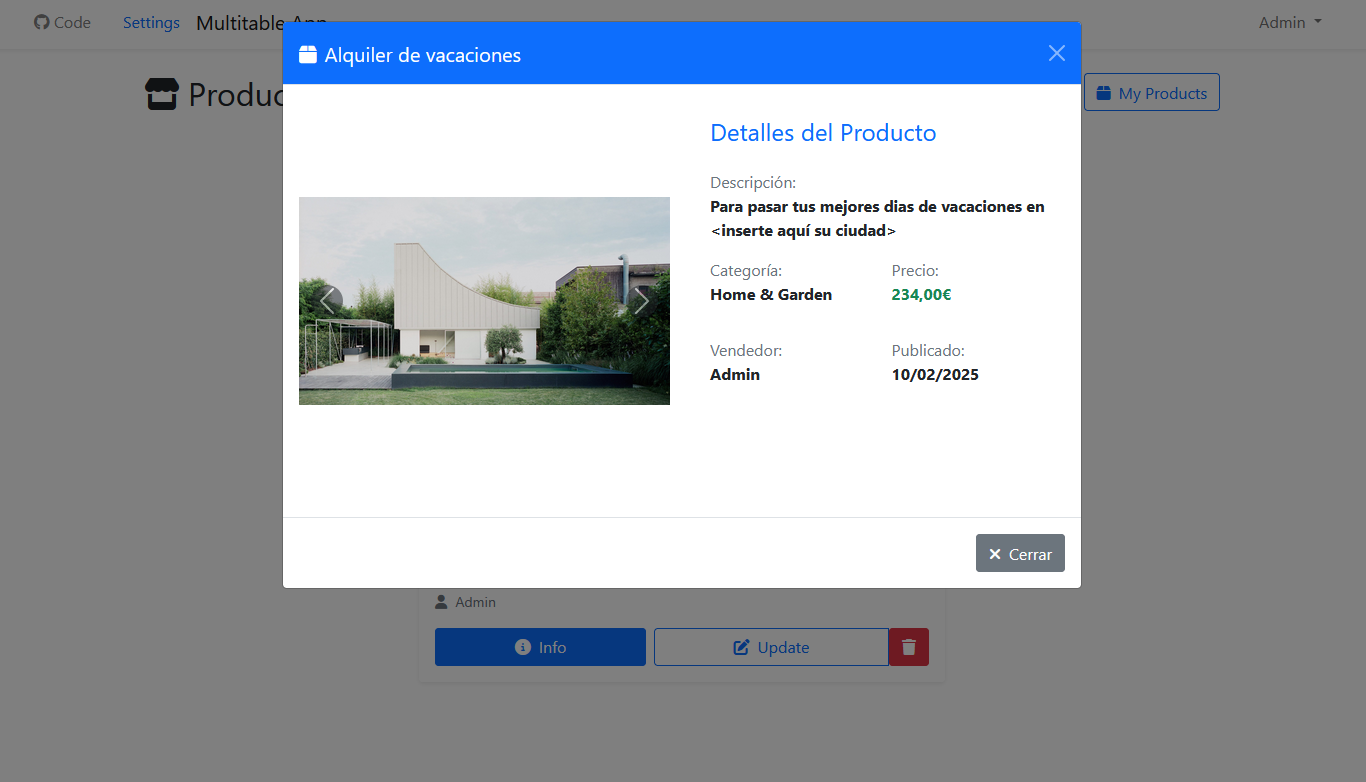 Code Settings Multitable App Admin
Alquiler de vacaciones
Produc
My Products
Detalles del Producto
Descripción:
Para pasar tus mejores dias de vacaciones en
<inserte aquí su ciudad>
Categoría: Precio:
Home & Garden 234,00€
Vendedor: Publicado:
Admin 10/02/2025
Cerrar
Admin
Info Update